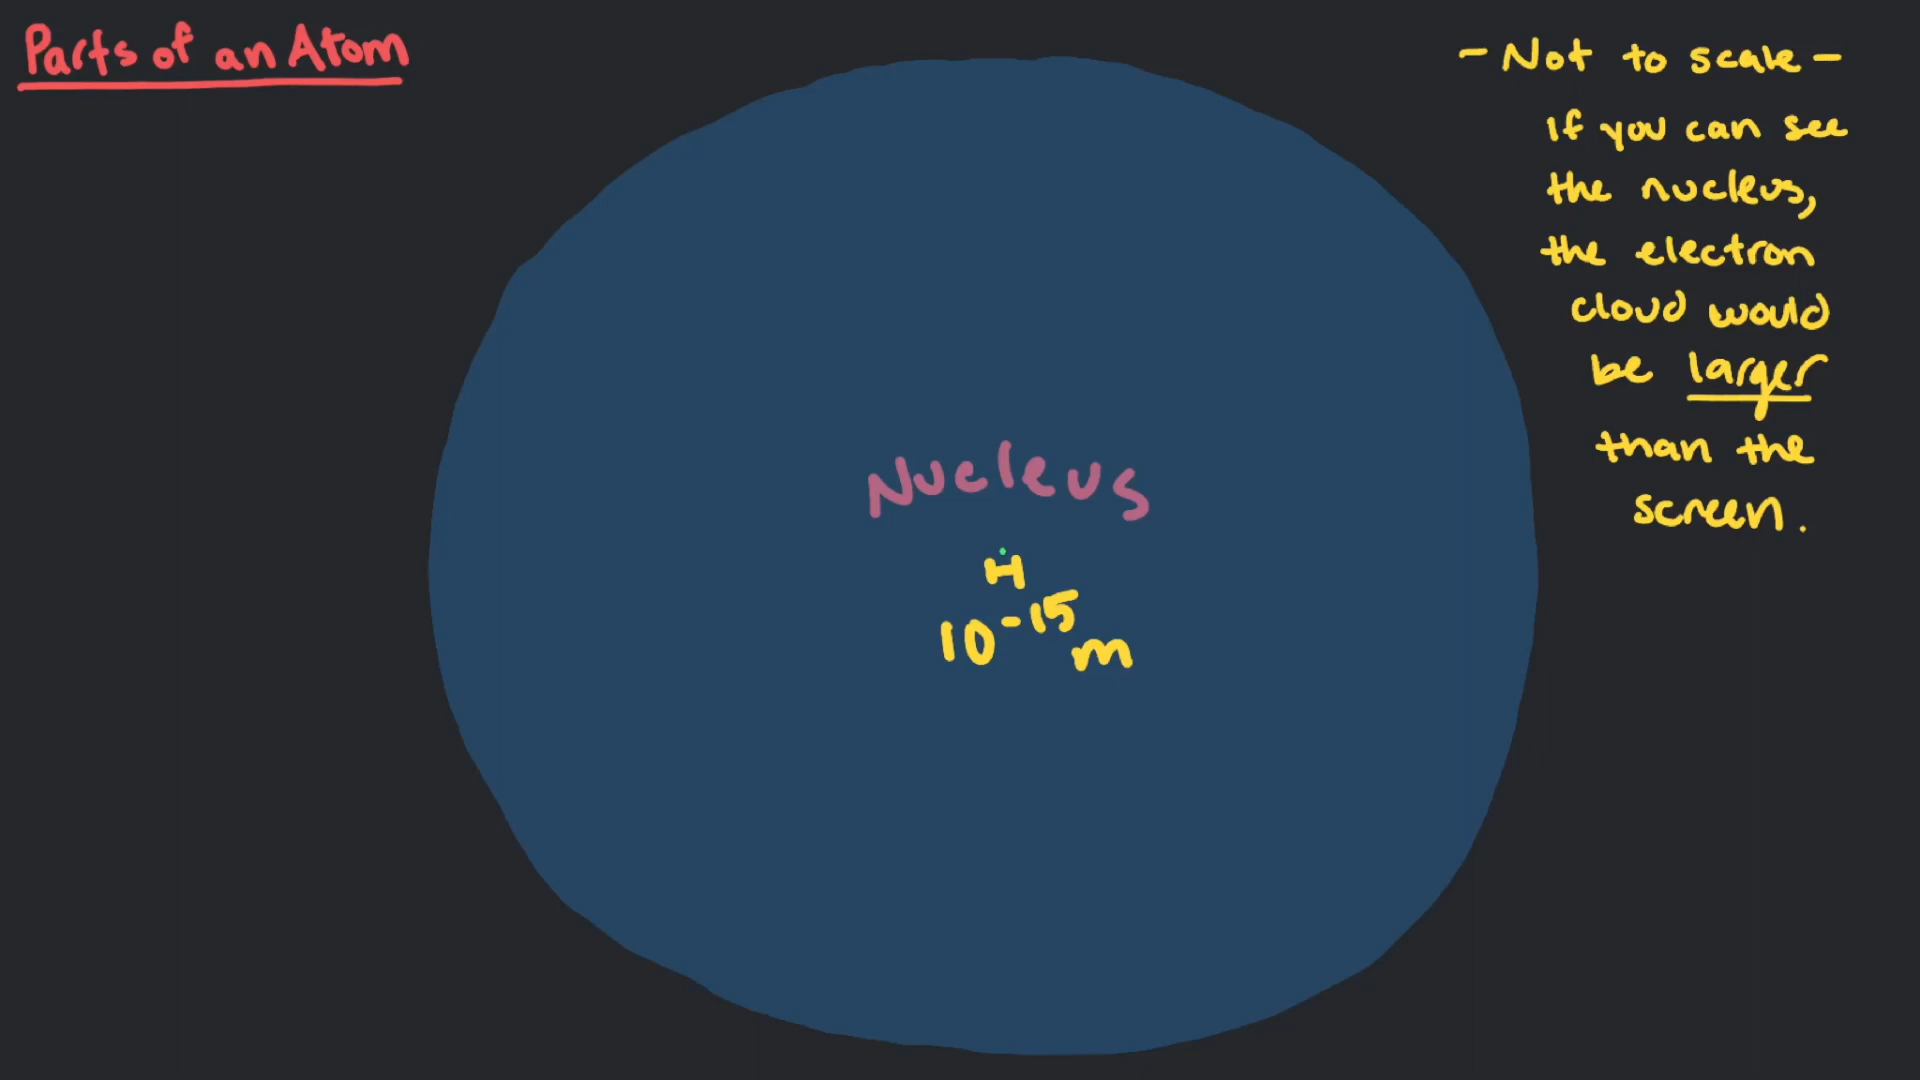 Parts of an Atom
- Not to scale -
If you can see
the nucleus,
the electron
cloud would
be larger
than the
screen.
Nucleus
10-15 m